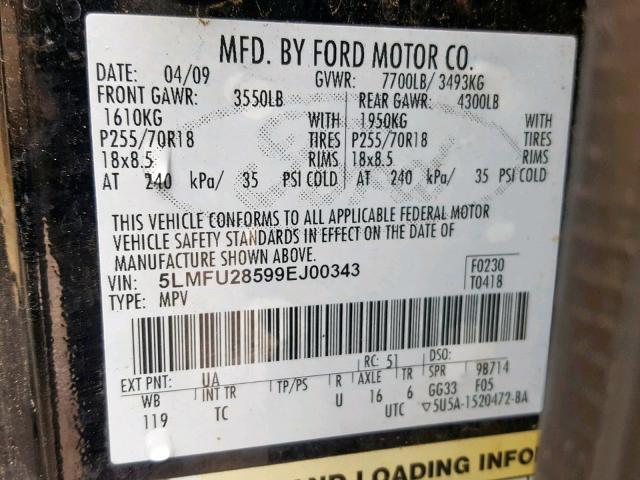 MFD. BY FORD MOTOR CO.
DATE: 04/09 GVWR: 7700LB/ 3493KG
FRONT GAWR: 3550LB REAR GAWR: 4300LB
1610KG WITH 1950KG WITH
P255/70R18 TIRES P255/70R18 TIRES
18x8.5 RIMS 18x8.5 RIMS
AT 240 kPa/ 35 PSI COLD AT 240 kPa/ 35 PSI COLD
THIS VEHICLE CONFORMS TO ALL APPLICABLE FEDERAL MOTOR
VEHICLE SAFETY STANDARDS IN EFFECT ON THE DATE OF
MANUFACTURE SHOWN ABOVE.
VIN: 5LMFU28599EJ00343 F0230
TYPE: MPV T0418
EXT PNT: UA RC: 51 DSO:
WB INT TR TP/PS R AXLE TR SPR 9B714
119 TC U 16 6 GG33 F05
UTC ▽5U5A-1520472-BA
AND LOADING INFO